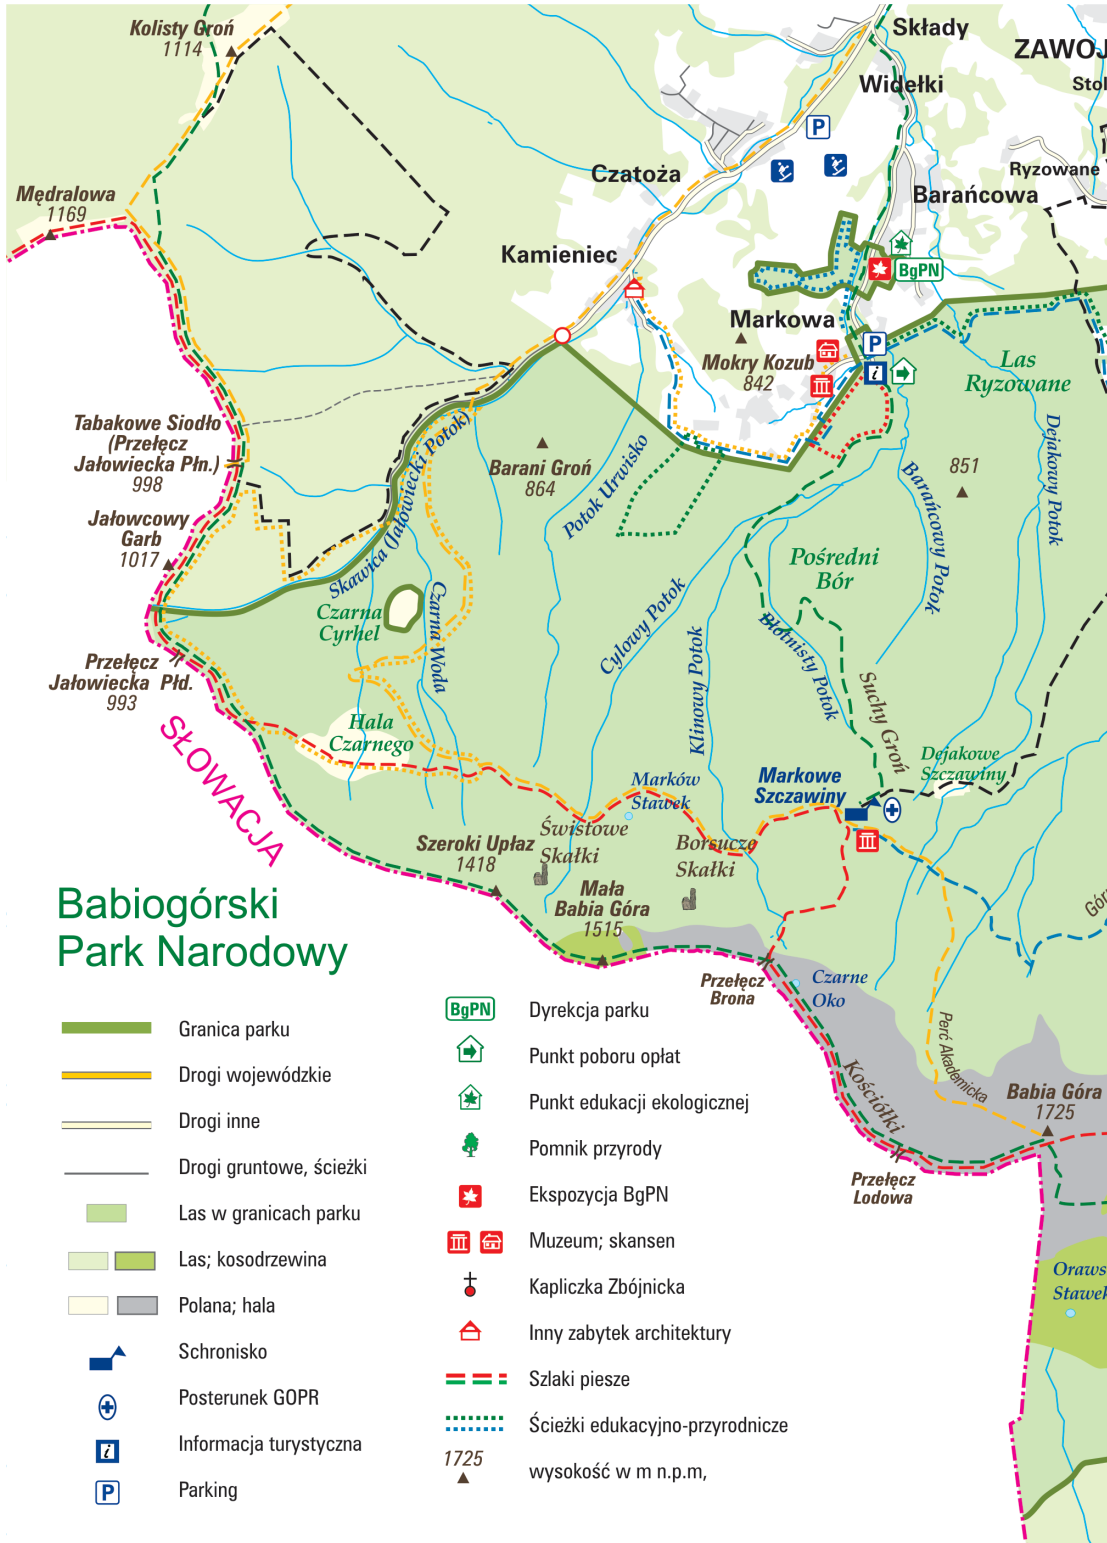 Kolisty Groń
1114
Składy
ZAWOJ
Widełki
Stoł
P
Czatoża
Ryzowane
Mędralowa
1169
Barańcowa
Kamieniec
BgPN
Markowa
P
Mokry Kozub
842
i
Las
Ryzowane
Tabakowe Siodło
(Przełęcz
Jałowiecka Płn.)
998
Skawica (Jałowiecki Potok)
Barani Groń
864
Potok Urwisko
Barańcowy Potok
851
Dejakowy Potok
Jałowcowy
Garb
1017
Pośredni
Bór
Czarna
Cyrhel
Czarna Woda
Cylowy Potok
Klinowy Potok
Błotnisty Potok
Suchy Groń
Przełęcz
Jałowiecka Płd.
993
SŁOWACJA
Hala
Czarnego
Dejakowe
Szczawiny
Markowe
Szczawiny
Marków
Stawek
Świstowe
Skałki
Borsucze
Skałki
Szeroki Upłaz
1418
Mała
Babia Góra
1515
Gór
Babiogórski
Park Narodowy
Przełęcz
Brona
Czarne
Oko
Perć Akademicka
Kościółki
Babia Góra
1725
Przełęcz
Lodowa
Oraws
Stawek
Granica parku
Drogi wojewódzkie
Drogi inne
Drogi gruntowe, ścieżki
Las w granicach parku
Las; kosodrzewina
Polana; hala
Schronisko
Posterunek GOPR
i Informacja turystyczna
P Parking
BgPN Dyrekcja parku
Punkt poboru opłat
Punkt edukacji ekologicznej
Pomnik przyrody
Ekspozycja BgPN
Muzeum; skansen
Kapliczka Zbójnicka
Inny zabytek architektury
Szlaki piesze
Ścieżki edukacyjno-przyrodnicze
1725 wysokość w m n.p.m,